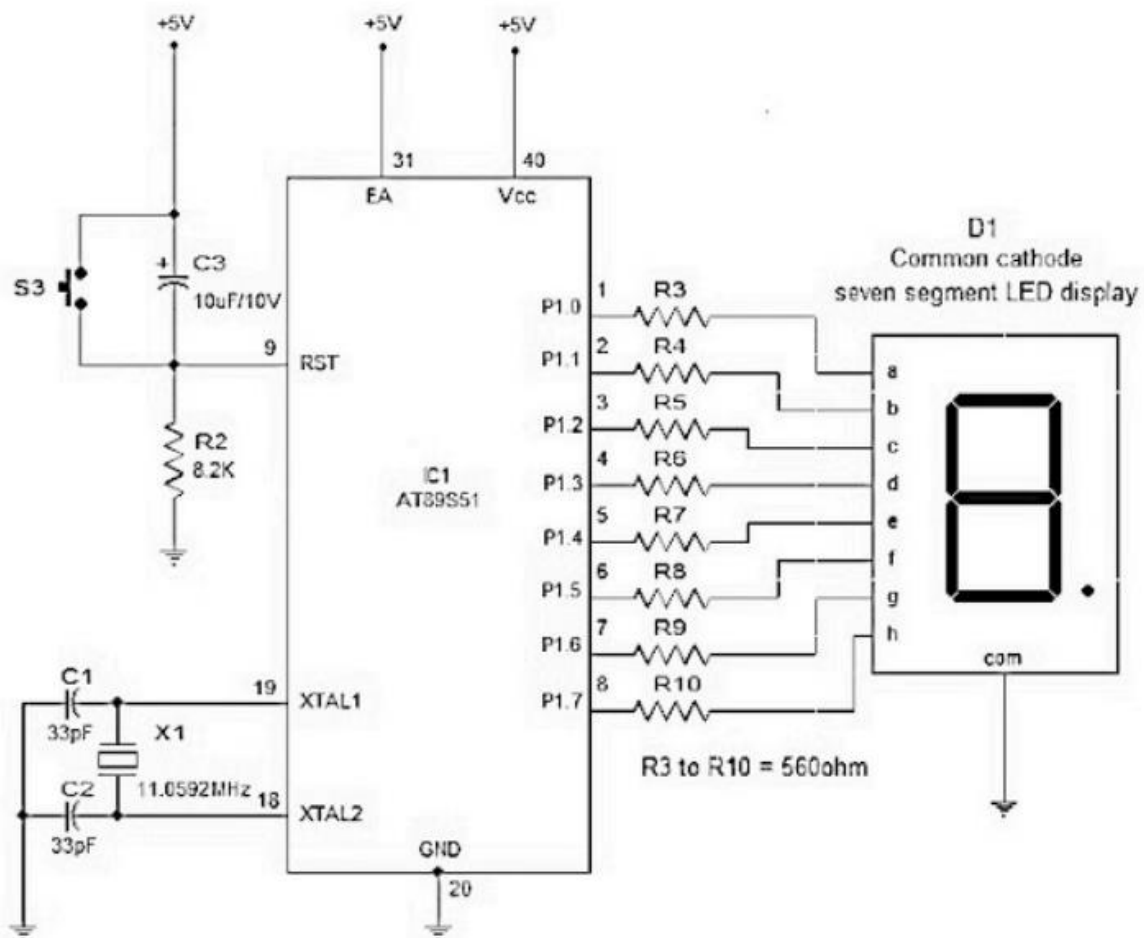 +5V
+5V
+5V
31
40
EA
Vcc
D1
Common cathode
seven segment LED display
S3
+
C3
10uF/10V
9
RST
R2
8.2K
IC1
AT89S51
P1.0
1
R3
a
P1.1
2
R4
b
P1.2
3
R5
c
P1.3
4
R6
d
P1.4
5
R7
e
P1.5
6
R8
f
P1.6
7
R9
g
P1.7
8
R10
h
com
R3 to R10 = 560ohm
C1
33pF
19
XTAL1
X1
11.0592MHz
C2
33pF
18
XTAL2
GND
20